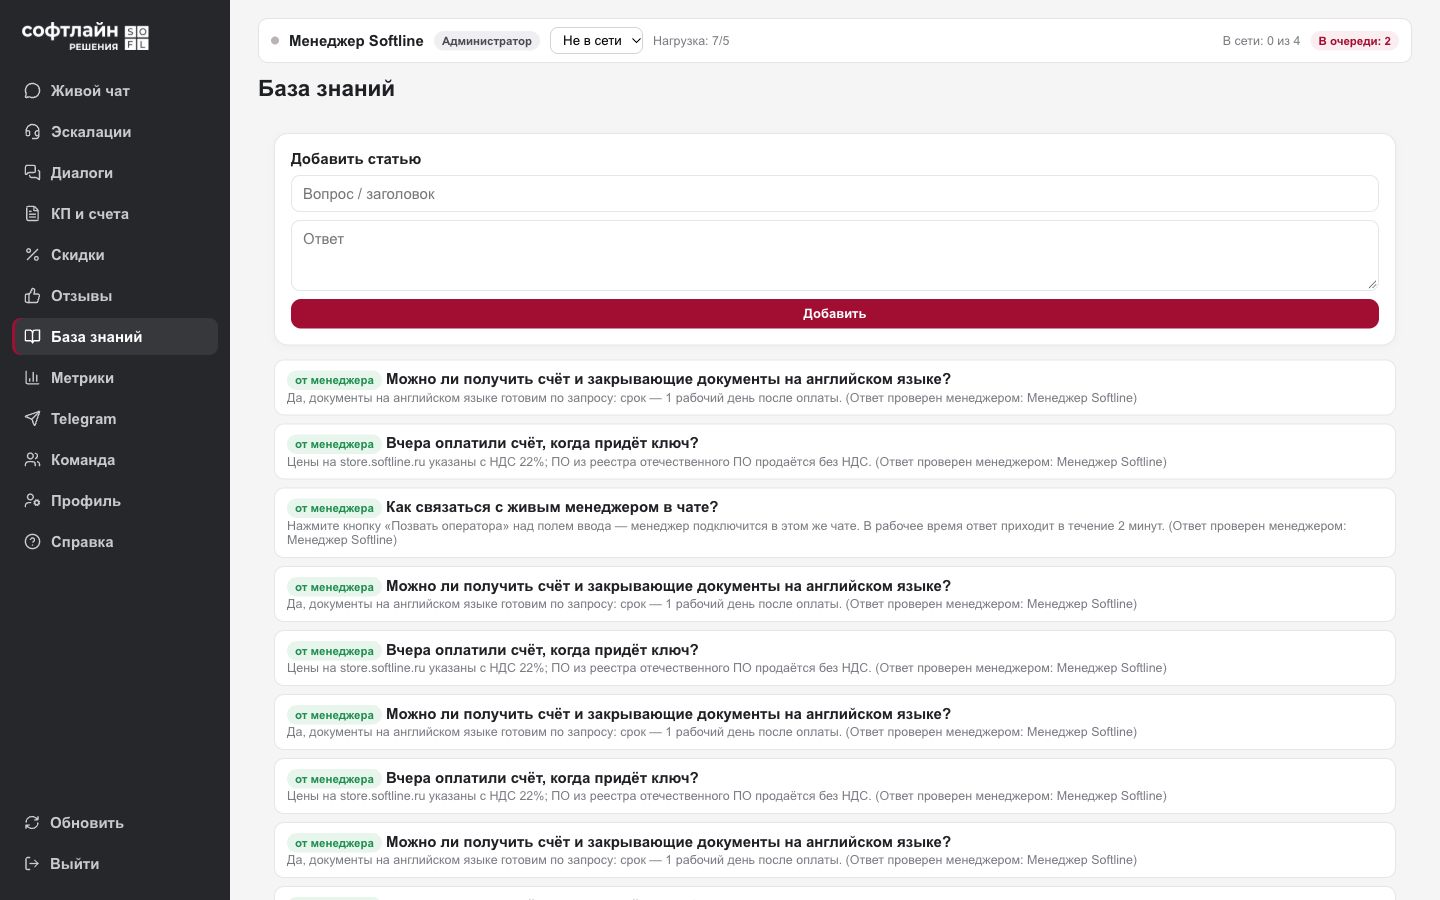 софтлайн
РЕШЕНИЯ
SO
FL
Живой чат
Эскалации
Диалоги
КП и счета
Скидки
Отзывы
База знаний
Метрики
Telegram
Команда
Профиль
Справка
Обновить
Выйти
Менеджер Softline Администратор Не в сети Нагрузка: 7/5 В сети: 0 из 4 В очереди: 2
База знаний
Добавить статью
Вопрос / заголовок
Ответ
Добавить
от менеджера Можно ли получить счёт и закрывающие документы на английском языке?
Да, документы на английском языке готовим по запросу: срок — 1 рабочий день после оплаты. (Ответ проверен менеджером: Менеджер Softline)
от менеджера Вчера оплатили счёт, когда придёт ключ?
Цены на store.softline.ru указаны с НДС 22%; ПО из реестра отечественного ПО продаётся без НДС. (Ответ проверен менеджером: Менеджер Softline)
от менеджера Как связаться с живым менеджером в чате?
Нажмите кнопку «Позвать оператора» над полем ввода — менеджер подключится в этом же чате. В рабочее время ответ приходит в течение 2 минут. (Ответ проверен менеджером:
Менеджер Softline)
от менеджера Можно ли получить счёт и закрывающие документы на английском языке?
Да, документы на английском языке готовим по запросу: срок — 1 рабочий день после оплаты. (Ответ проверен менеджером: Менеджер Softline)
от менеджера Вчера оплатили счёт, когда придёт ключ?
Цены на store.softline.ru указаны с НДС 22%; ПО из реестра отечественного ПО продаётся без НДС. (Ответ проверен менеджером: Менеджер Softline)
от менеджера Можно ли получить счёт и закрывающие документы на английском языке?
Да, документы на английском языке готовим по запросу: срок — 1 рабочий день после оплаты. (Ответ проверен менеджером: Менеджер Softline)
от менеджера Вчера оплатили счёт, когда придёт ключ?
Цены на store.softline.ru указаны с НДС 22%; ПО из реестра отечественного ПО продаётся без НДС. (Ответ проверен менеджером: Менеджер Softline)
от менеджера Можно ли получить счёт и закрывающие документы на английском языке?
Да, документы на английском языке готовим по запросу: срок — 1 рабочий день после оплаты. (Ответ проверен менеджером: Менеджер Softline)